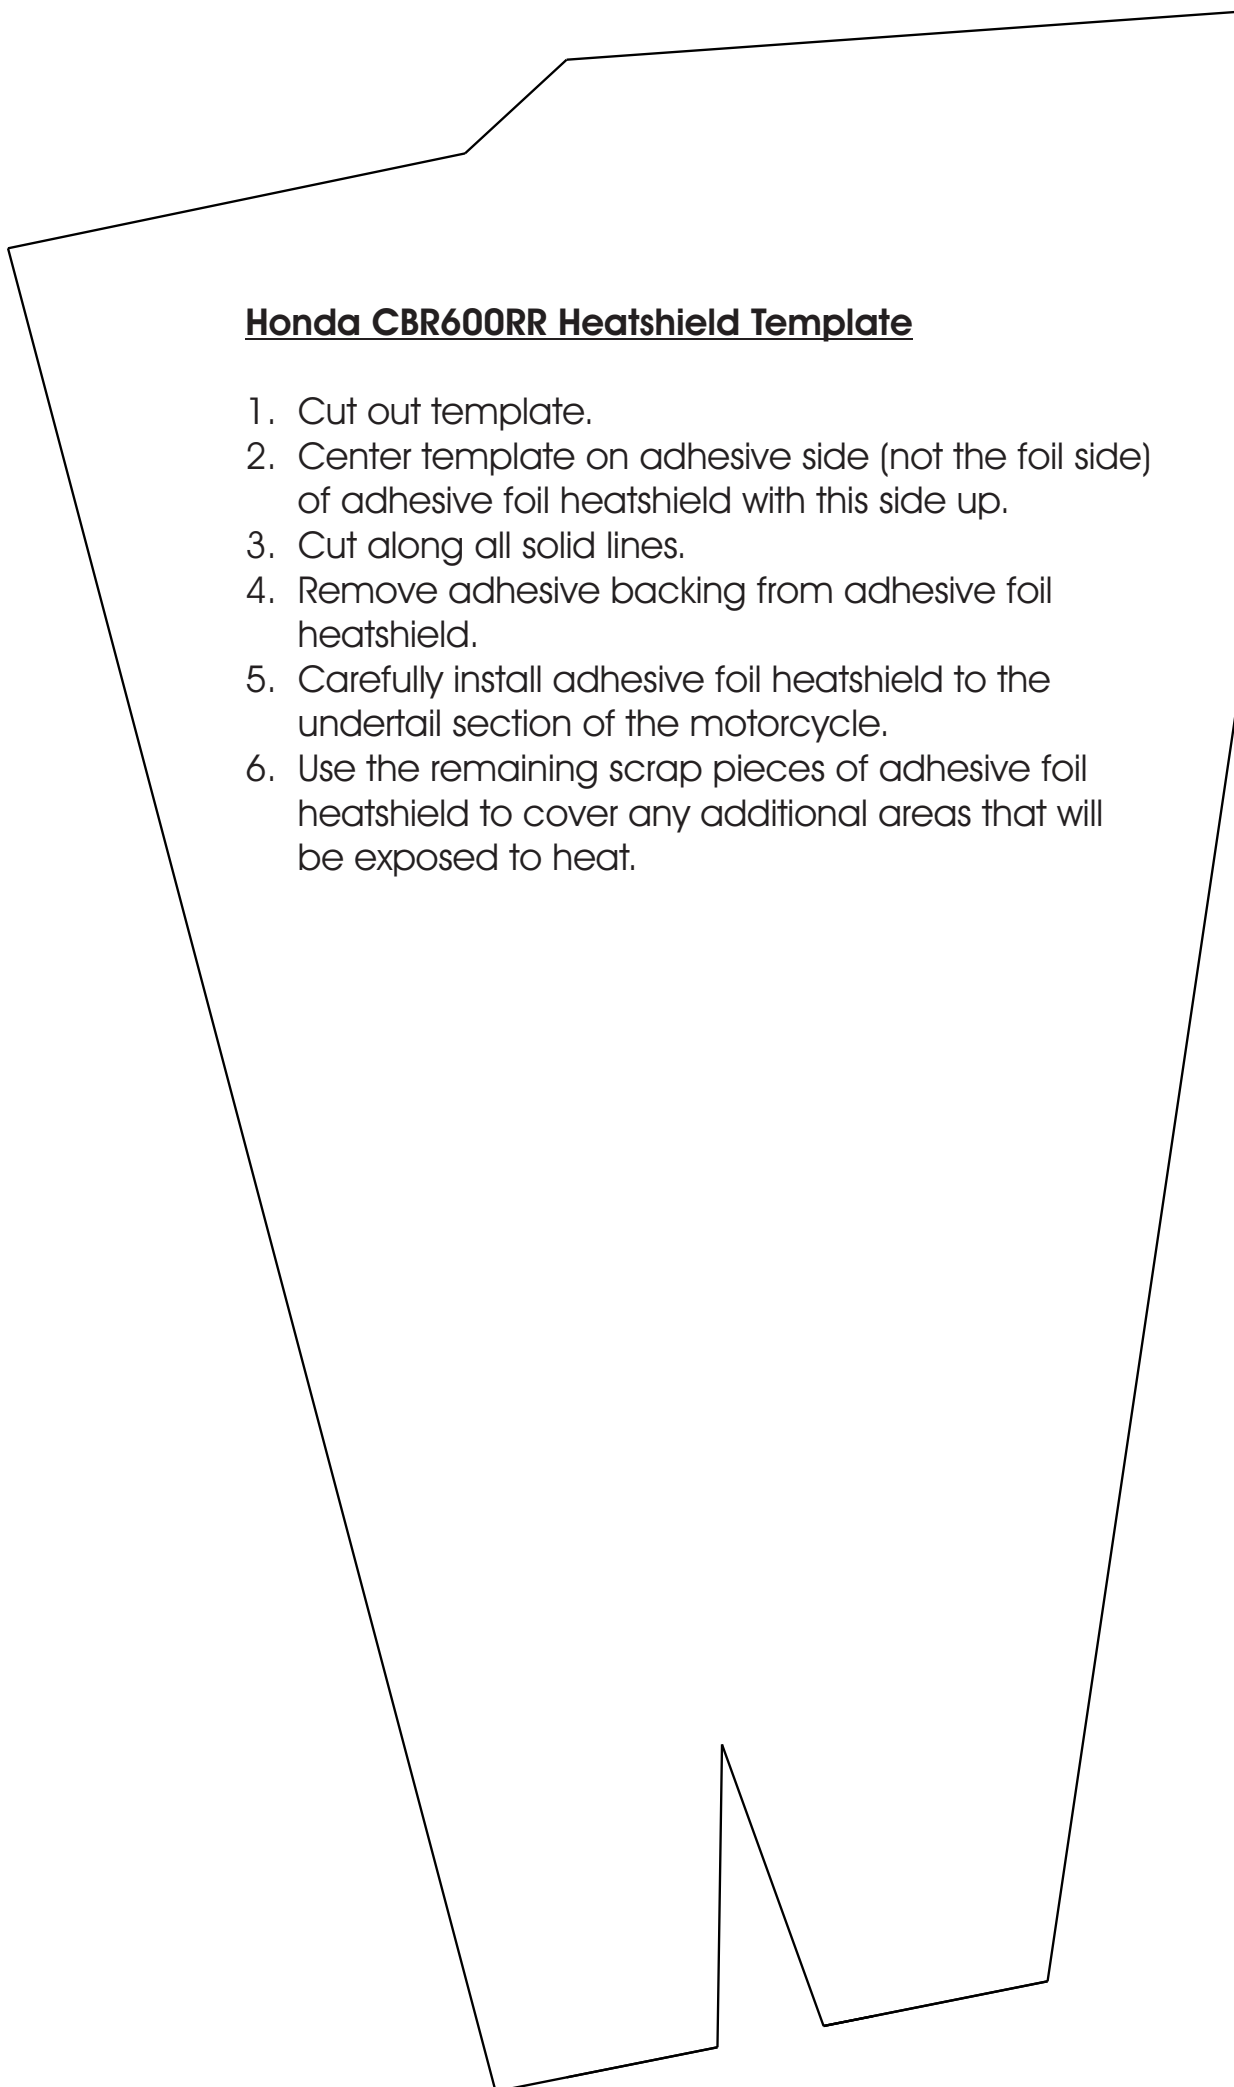 Honda CBR600RR Heatshield Template
1. Cut out template.
2. Center template on adhesive side (not the foil side)
of adhesive foil heatshield with this side up.
3. Cut along all solid lines.
4. Remove adhesive backing from adhesive foil
heatshield.
5. Carefully install adhesive foil heatshield to the
undertail section of the motorcycle.
6. Use the remaining scrap pieces of adhesive foil
heatshield to cover any additional areas that will
be exposed to heat.